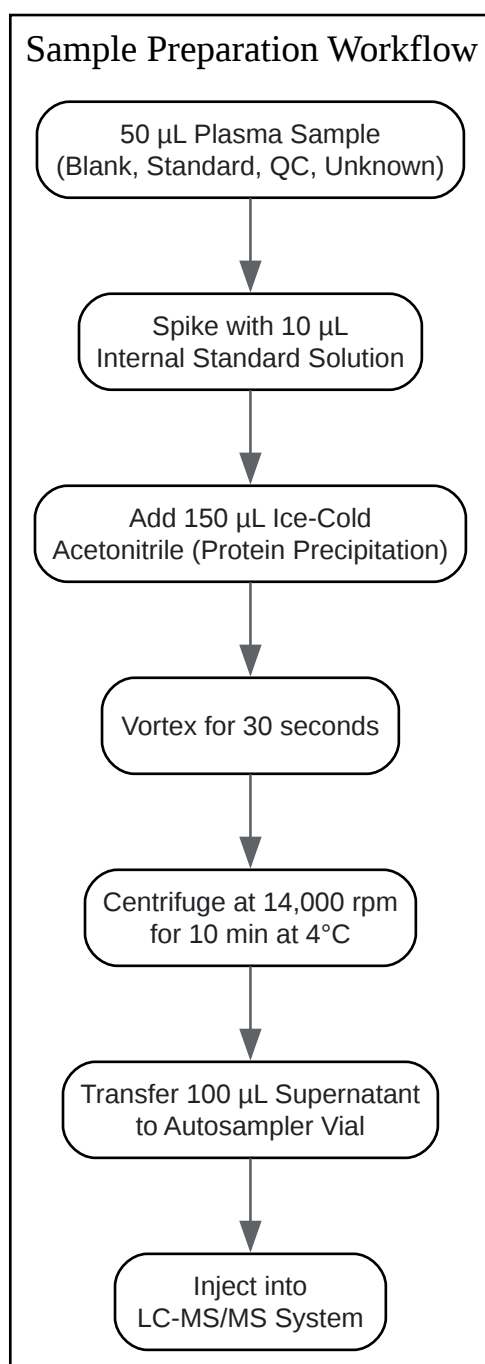 Sample Preparation Workflow
50 µL Plasma Sample
(Blank, Standard, QC, Unknown)
Spike with 10 µL
Internal Standard Solution
Add 150 µL Ice-Cold
Acetonitrile (Protein Precipitation)
Vortex for 30 seconds
Centrifuge at 14,000 rpm
for 10 min at 4°C
Transfer 100 µL Supernatant
to Autosampler Vial
Inject into
LC-MS/MS System